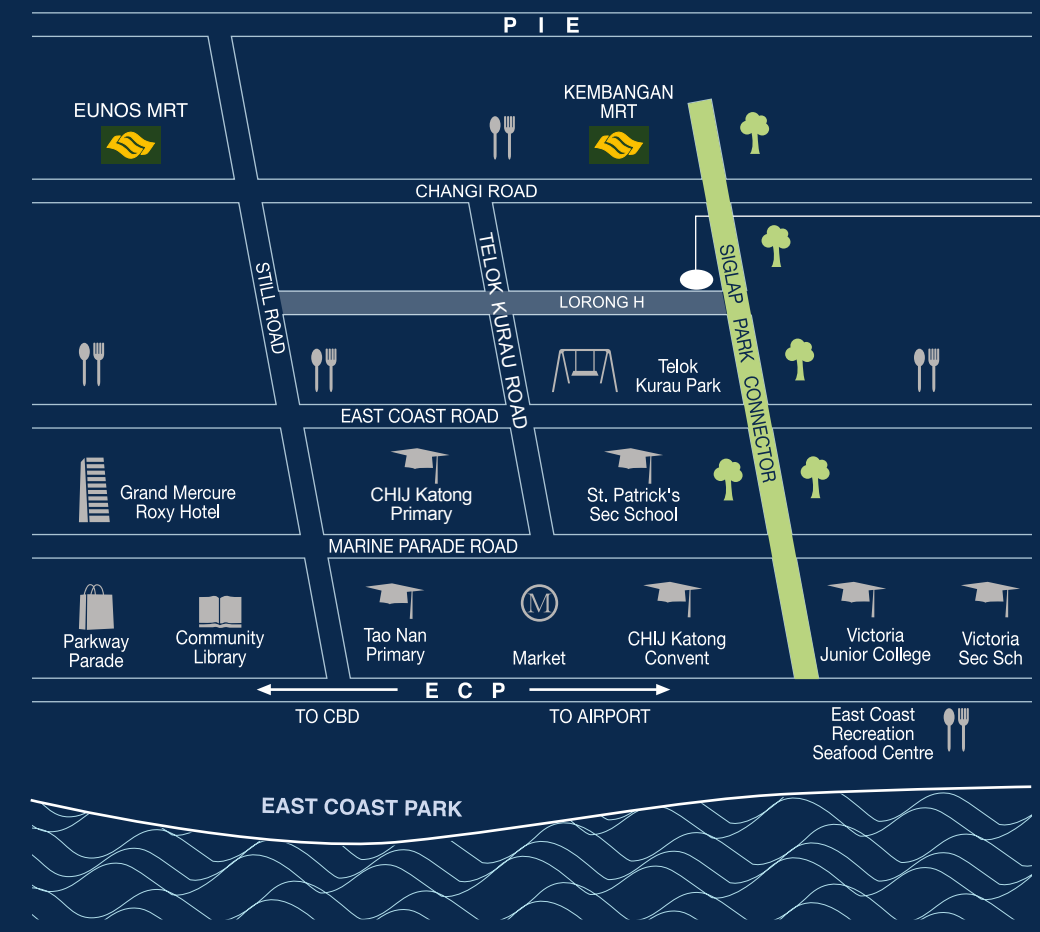 P I E
EUNOS MRT
KEMBANGAN
MRT
CHANGI ROAD
STILL ROAD
TELOK KURAU ROAD
SIGLAP PARK CONNECTOR
LORONG H
Telok
Kurau Park
EAST COAST ROAD
Grand Mercure
Roxy Hotel
CHIJ Katong
Primary
St. Patrick's
Sec School
MARINE PARADE ROAD
Parkway
Parade
Community
Library
Tao Nan
Primary
M
Market
CHIJ Katong
Convent
Victoria
Junior College
Victoria
Sec Sch
E C P
TO CBD
TO AIRPORT
East Coast
Recreation
Seafood Centre
EAST COAST PARK